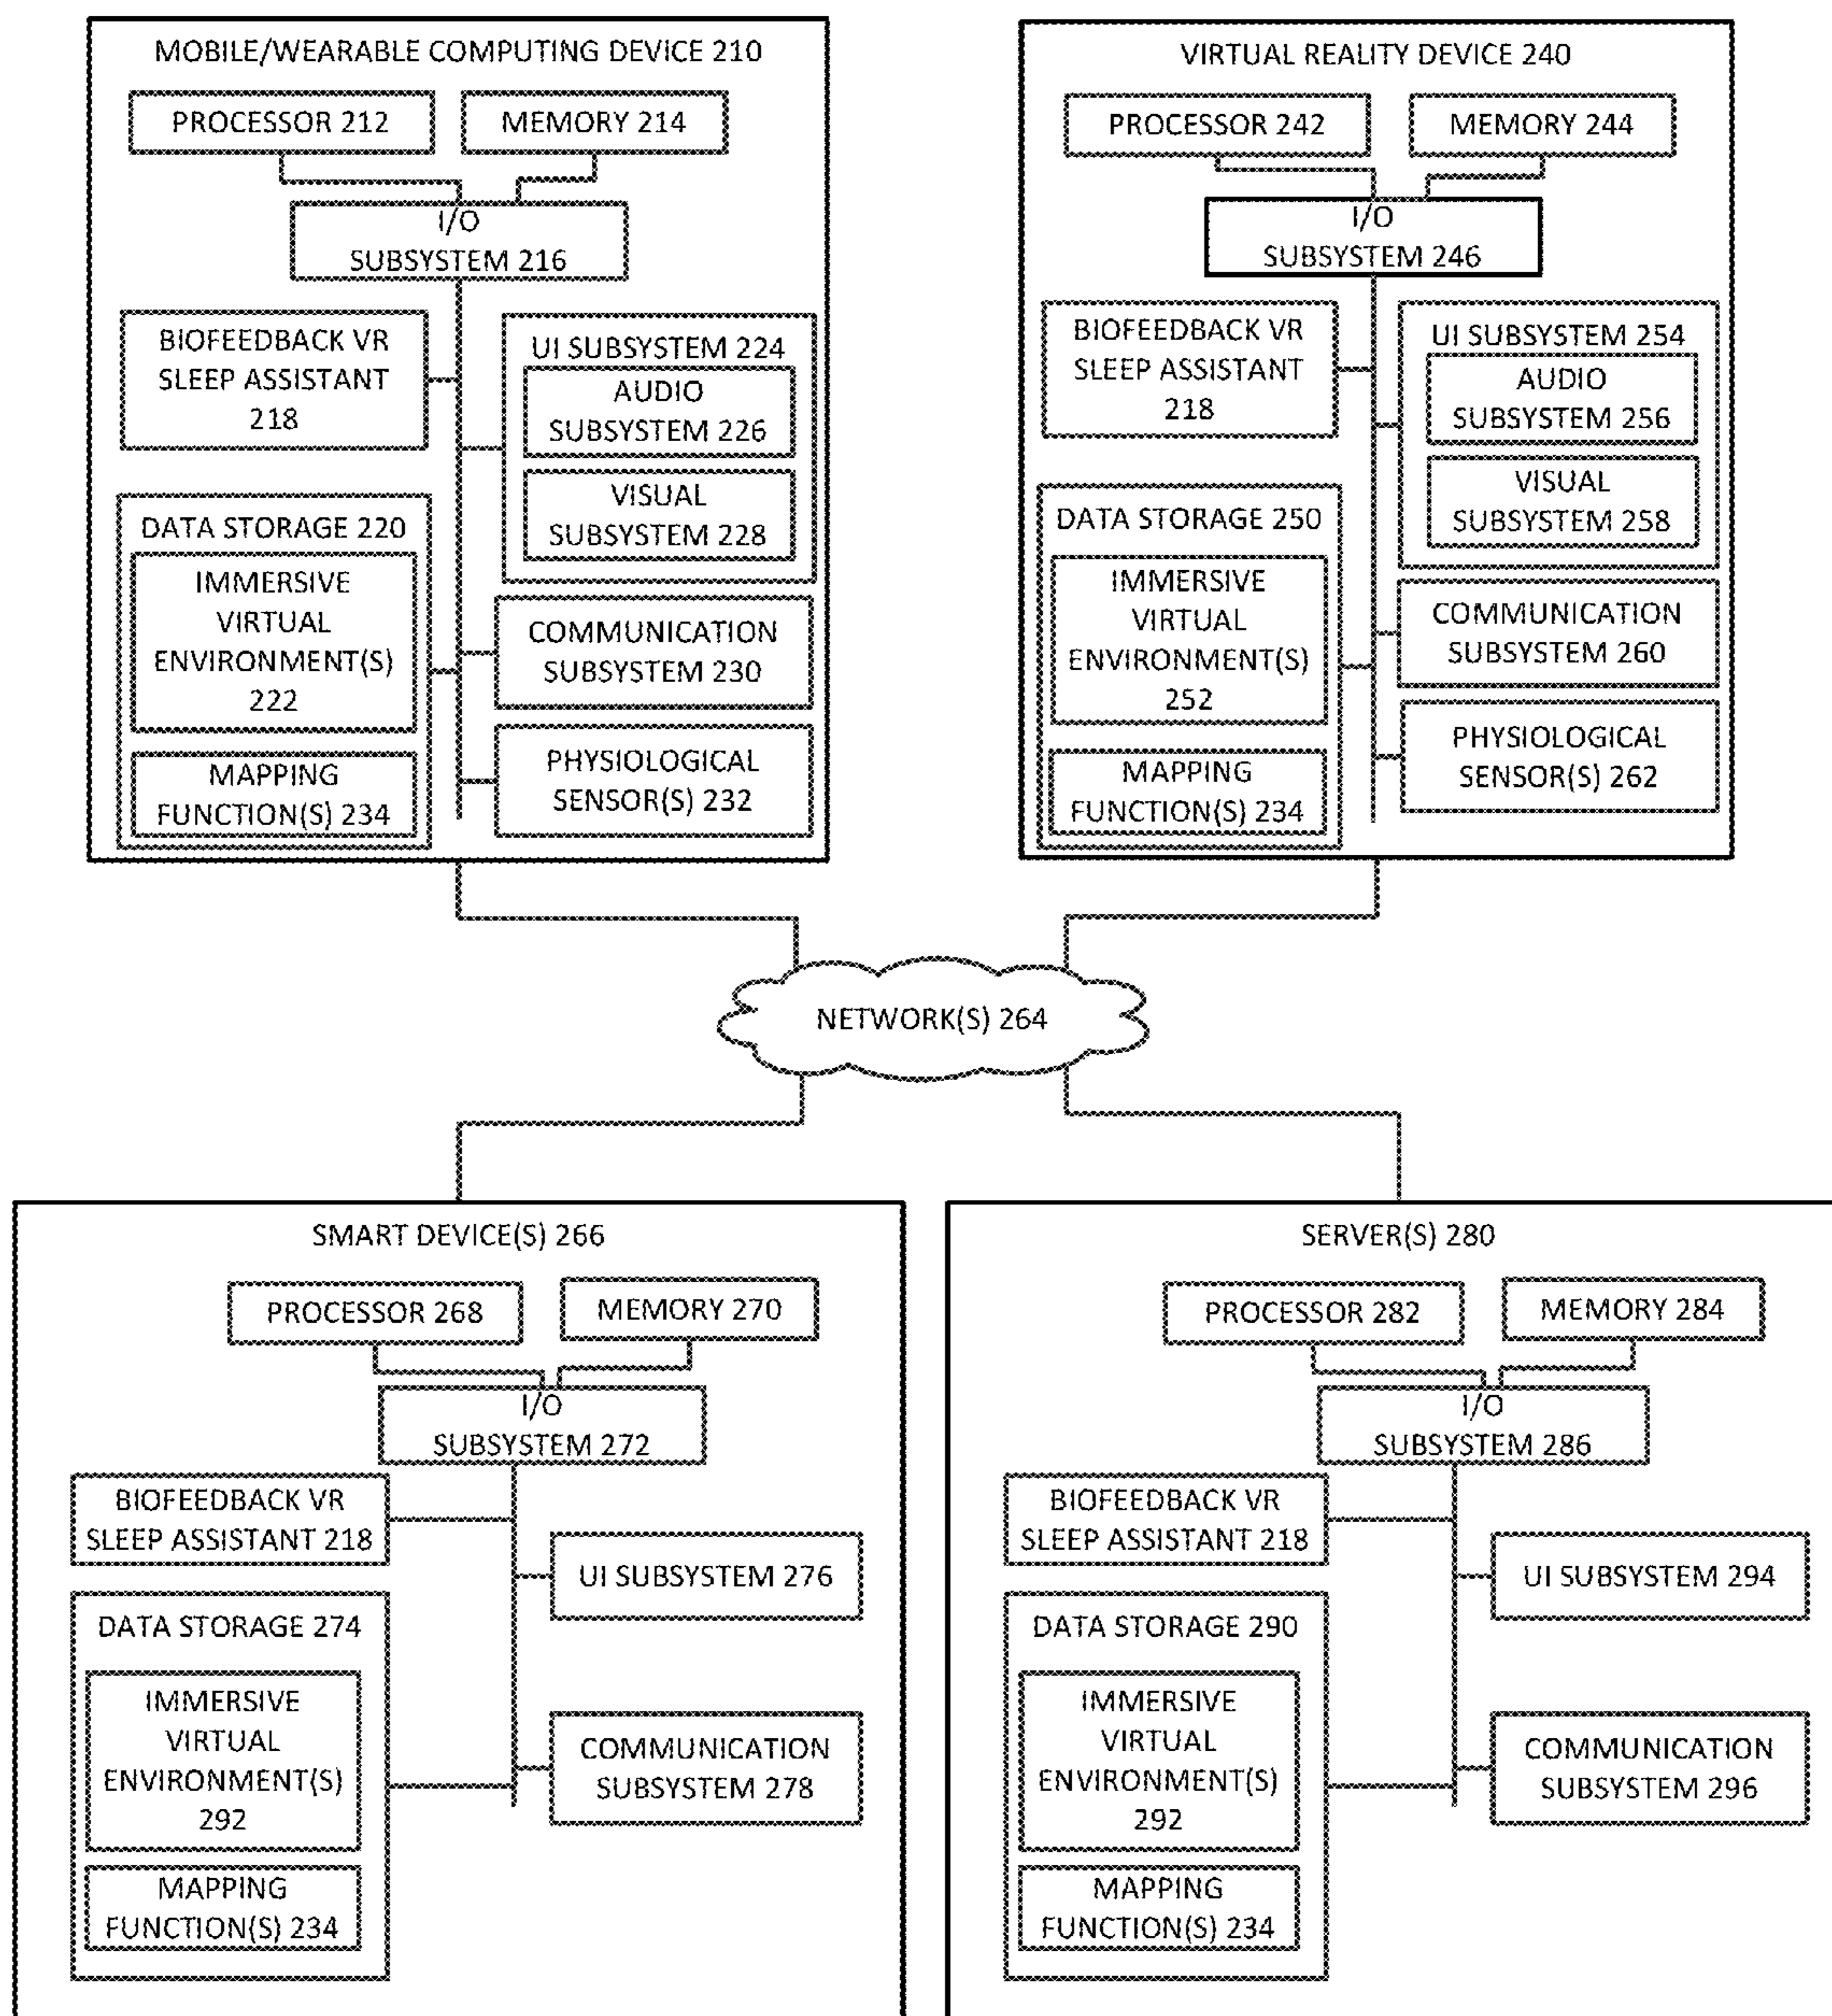 MOBILE/WEARABLE COMPUTING DEVICE 210
PROCESSOR 212
MEMORY 214
I/O
SUBSYSTEM 216
BIOFEEDBACK VR
SLEEP ASSISTANT
218
UI SUBSYSTEM 224
AUDIO
SUBSYSTEM 226
VISUAL
SUBSYSTEM 228
DATA STORAGE 220
IMMERSIVE
VIRTUAL
ENVIRONMENT(S)
222
MAPPING
FUNCTION(S) 234
COMMUNICATION
SUBSYSTEM 230
PHYSIOLOGICAL
SENSOR(S) 232
VIRTUAL REALITY DEVICE 240
PROCESSOR 242
MEMORY 244
I/O
SUBSYSTEM 246
BIOFEEDBACK VR
SLEEP ASSISTANT
218
UI SUBSYSTEM 254
AUDIO
SUBSYSTEM 256
VISUAL
SUBSYSTEM 258
DATA STORAGE 250
IMMERSIVE
VIRTUAL
ENVIRONMENT(S)
252
MAPPING
FUNCTION(S) 234
COMMUNICATION
SUBSYSTEM 260
PHYSIOLOGICAL
SENSOR(S) 262
NETWORK(S) 264
SMART DEVICE(S) 266
PROCESSOR 268
MEMORY 270
I/O
SUBSYSTEM 272
BIOFEEDBACK VR
SLEEP ASSISTANT 218
UI SUBSYSTEM 276
DATA STORAGE 274
IMMERSIVE
VIRTUAL
ENVIRONMENT(S)
292
MAPPING
FUNCTION(S) 234
COMMUNICATION
SUBSYSTEM 278
SERVER(S) 280
PROCESSOR 282
MEMORY 284
I/O
SUBSYSTEM 286
BIOFEEDBACK VR
SLEEP ASSISTANT 218
UI SUBSYSTEM 294
DATA STORAGE 290
IMMERSIVE
VIRTUAL
ENVIRONMENT(S)
292
MAPPING
FUNCTION(S) 234
COMMUNICATION
SUBSYSTEM 296